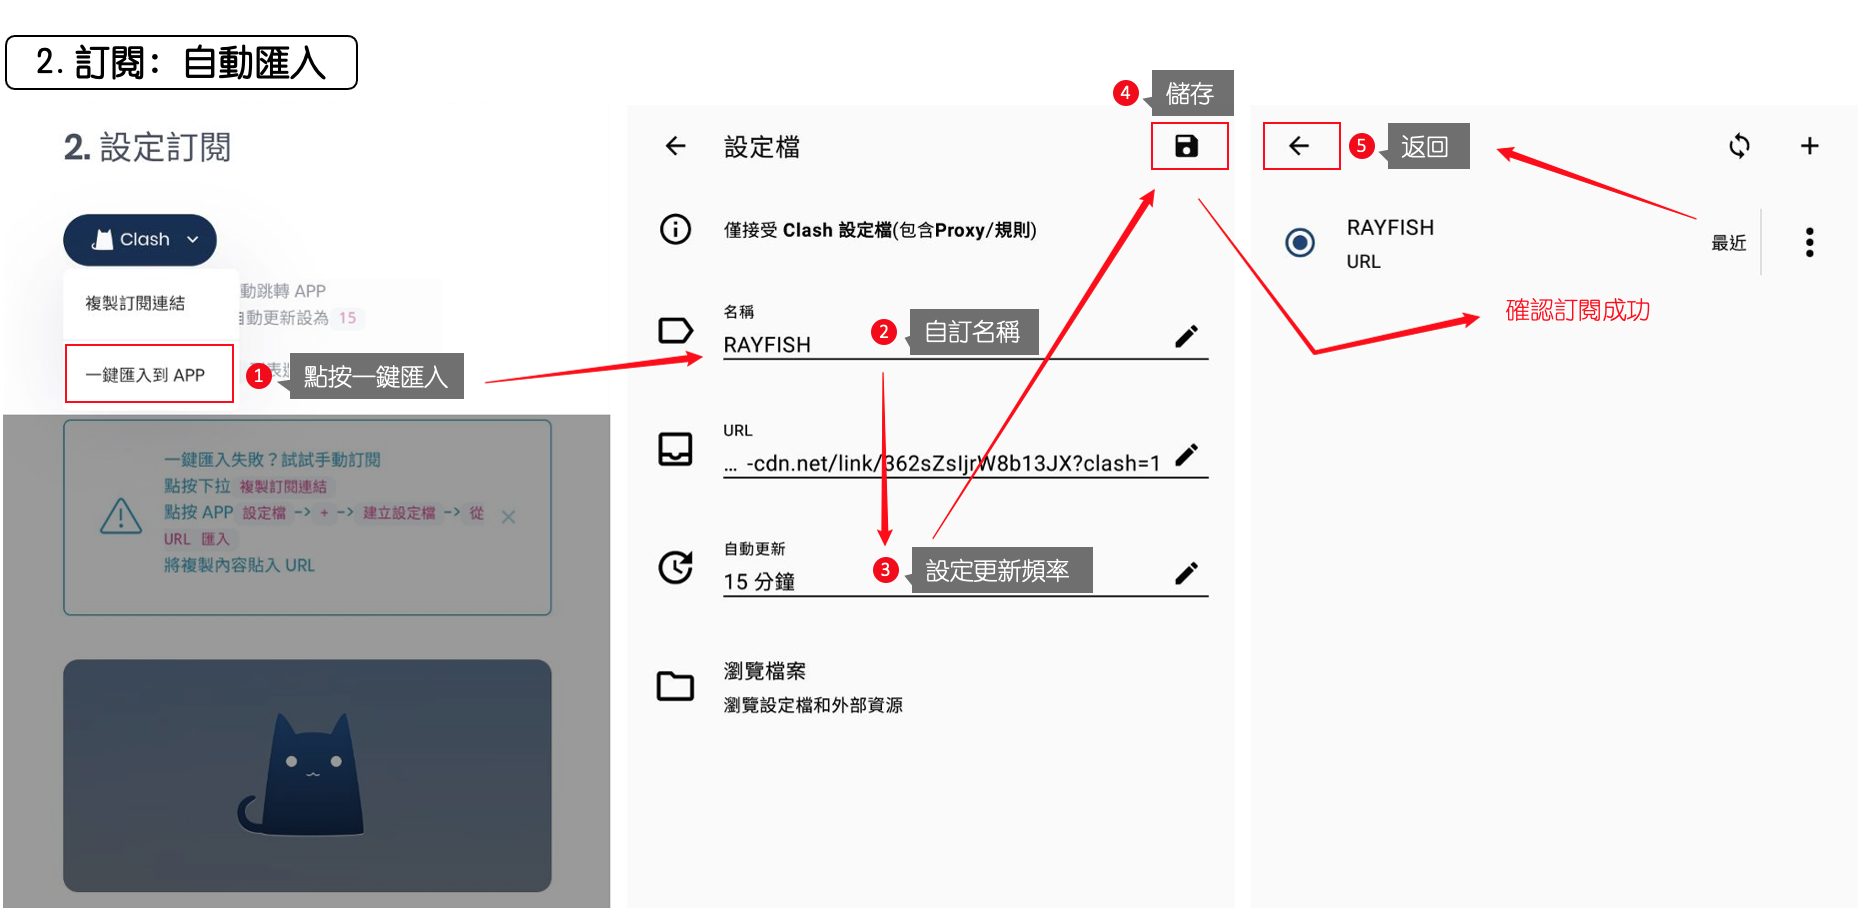 2. 訂閱：自動匯入
2. 設定訂閱
Clash
複製訂閱連結
動跳轉 APP
自動更新設為 15
一鍵匯入到 APP
1 點按一鍵匯入
一鍵匯入失敗？試試手動訂閱
點按下拉 複製訂閱連結
點按 APP 設定檔 -> + -> 建立設定檔 -> 從
URL 匯入
將複製內容貼入 URL
4 儲存
設定檔
僅接受 Clash 設定檔(包含Proxy/規則)
名稱
RAYFISH
2 自訂名稱
URL
... -cdn.net/link/362sZsIjrW8b13JX?clash=1
自動更新
15 分鐘
3 設定更新頻率
瀏覽檔案
瀏覽設定檔和外部資源
5 返回
RAYFISH
URL
最近
確認訂閱成功